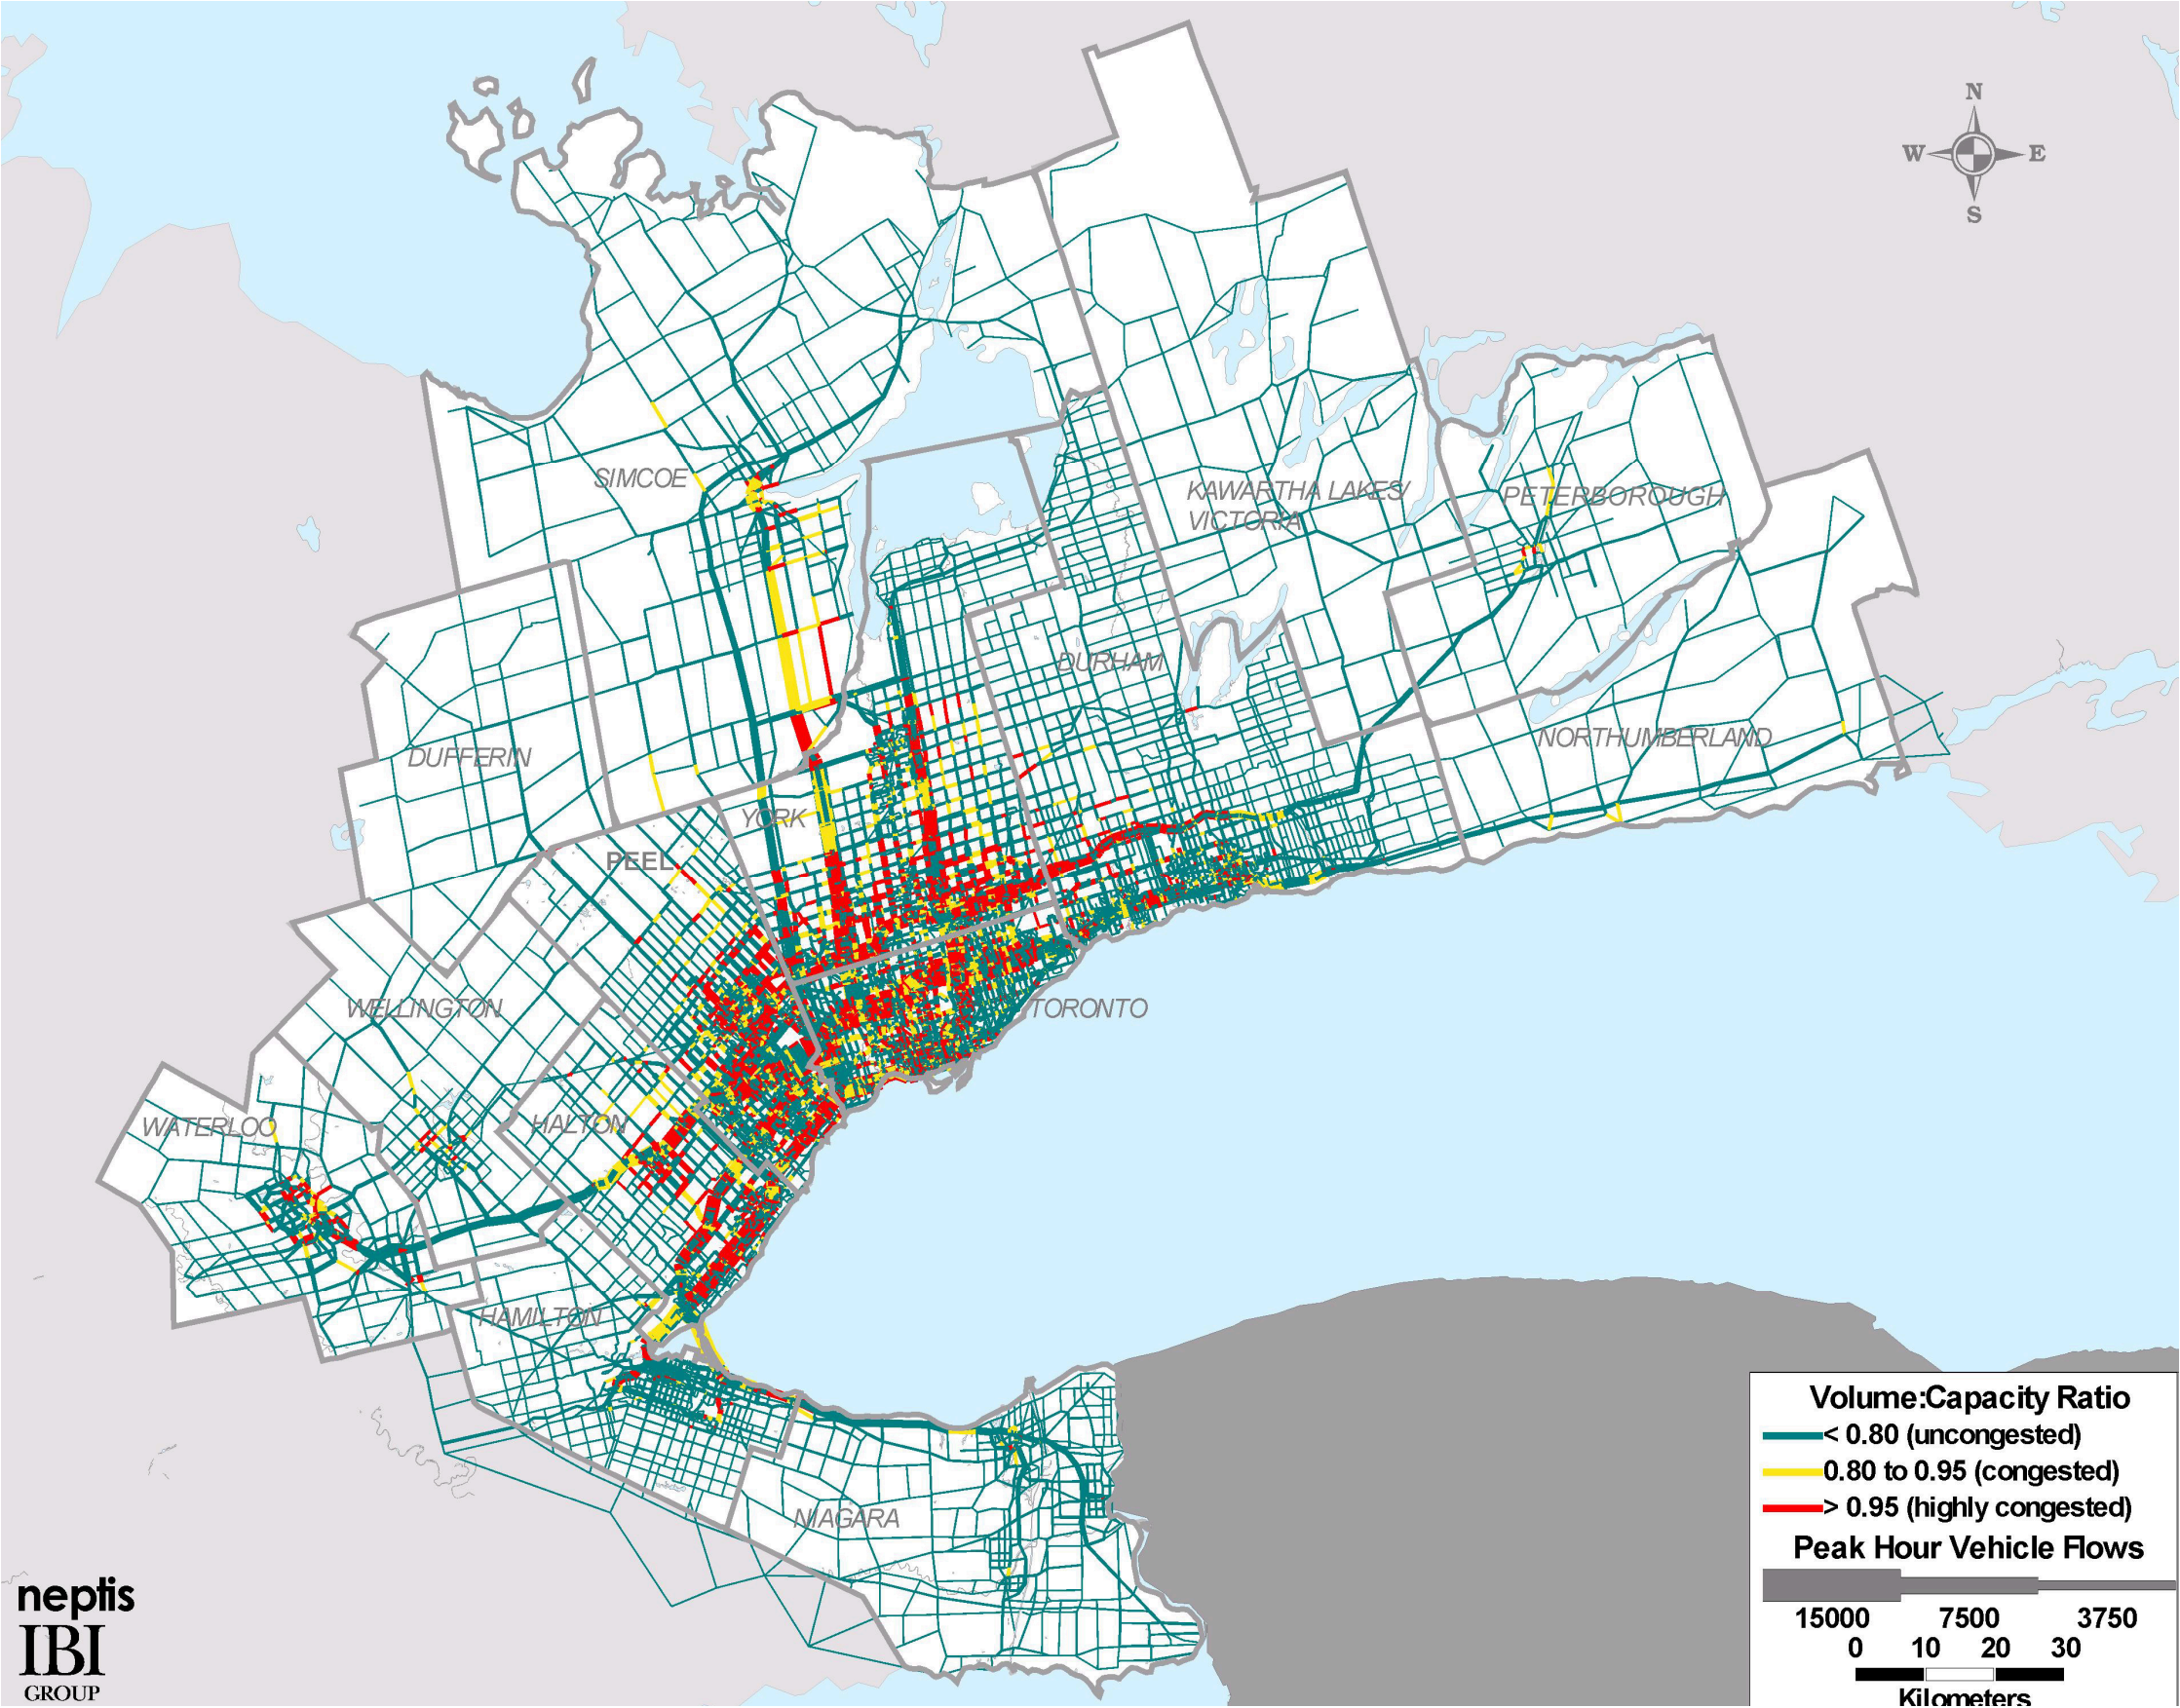 N
W E
S
SIMCOE
KAWARTHA LAKES/
VICTORIA
PETERBOROUGH
DURHAM
NORTHUMBERLAND
DUFFERIN
YORK
PEEL
WELLINGTON
TORONTO
WATERLOO
HALTON
HAMILTON
NIAGARA
Volume:Capacity Ratio
< 0.80 (uncongested)
0.80 to 0.95 (congested)
> 0.95 (highly congested)
Peak Hour Vehicle Flows
15000 7500 3750
0 10 20 30
Kilometers
neptis
IBI
GROUP